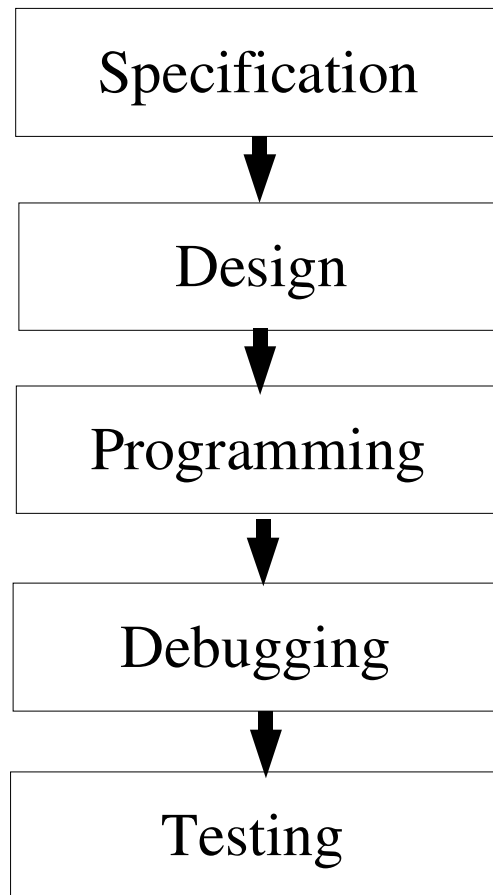 Specification
Design
Programming
Debugging
Testing